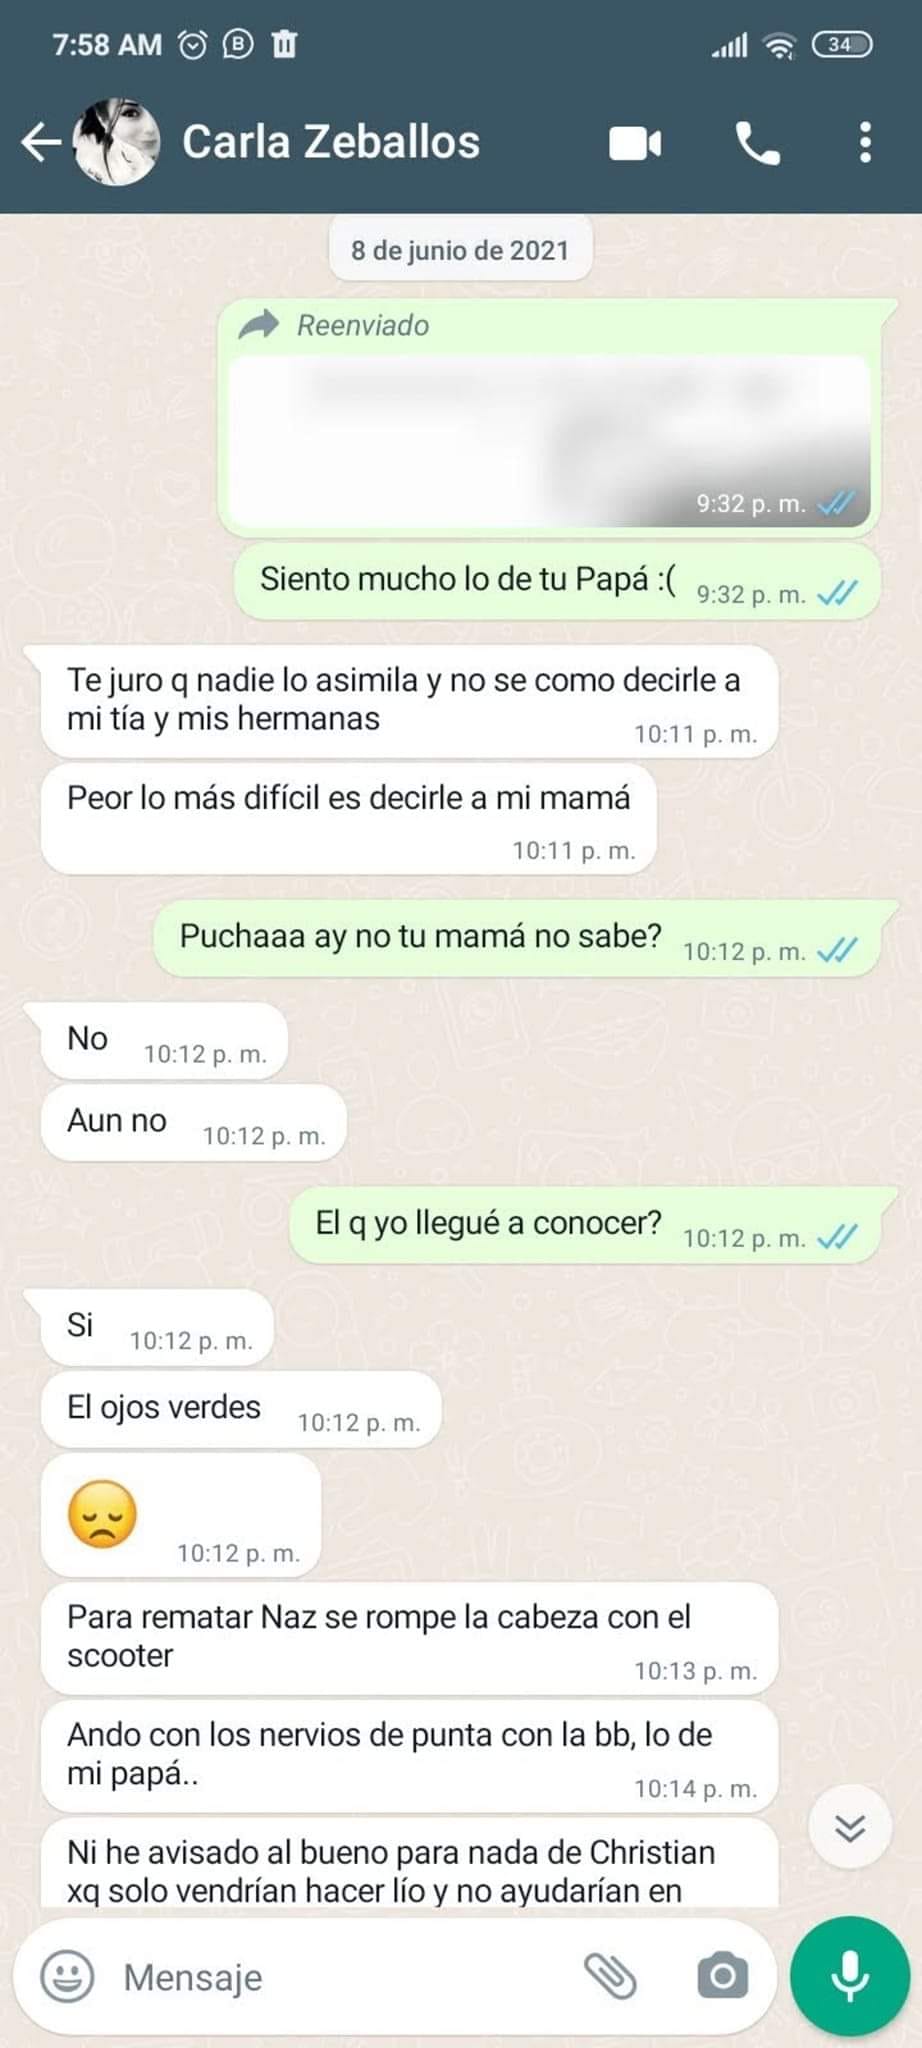 7:58 AM
34
Carla Zeballos
8 de junio de 2021
Reenviado
9:32 p. m.
Siento mucho lo de tu Papá :( 9:32 p. m.
Te juro q nadie lo asimila y no se como decirle a
mi tía y mis hermanas
10:11 p. m.
Peor lo más difícil es decirle a mi mamá
10:11 p. m.
Puchaaa ay no tu mamá no sabe? 10:12 p. m.
No 10:12 p. m.
Aun no 10:12 p. m.
El q yo llegué a conocer? 10:12 p. m.
Si 10:12 p. m.
El ojos verdes 10:12 p. m.
😞
10:12 p. m.
Para rematar Naz se rompe la cabeza con el
scooter
10:13 p. m.
Ando con los nervios de punta con la bb, lo de
mi papá..
10:14 p. m.
Ni he avisado al bueno para nada de Christian
xq solo vendrían hacer lío y no ayudarían en
Mensaje